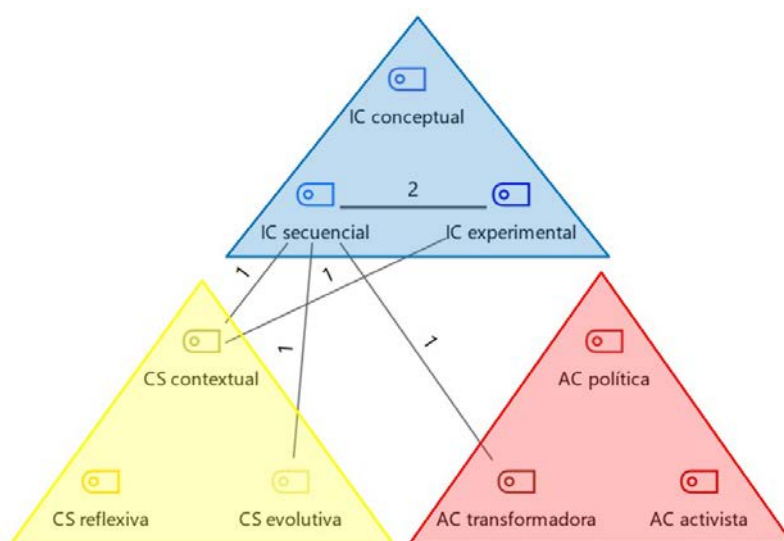 IC conceptual
2
IC secuencial
IC experimental
1
1
1
1
CS contextual
AC política
CS reflexiva
CS evolutiva
AC transformadora
AC activista